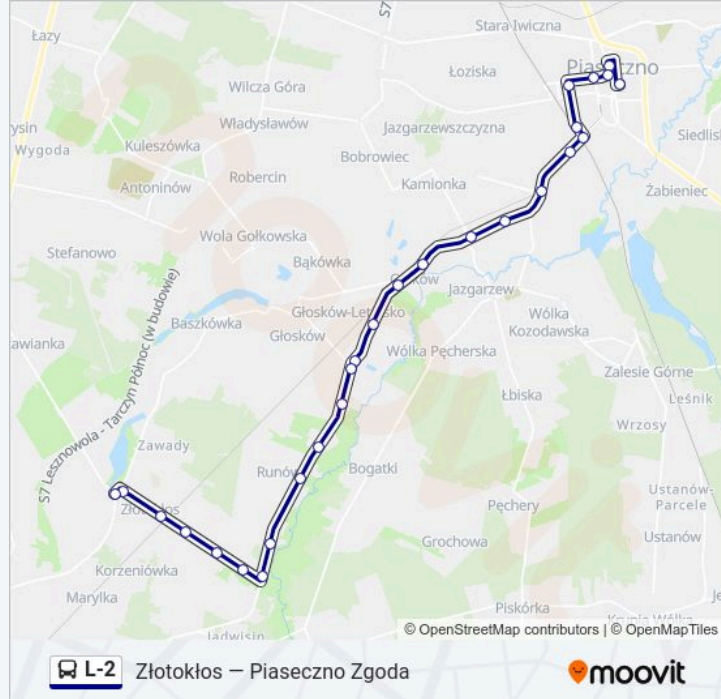 S7
Stara Iwiczna
Łazy
Piaseczno
Łoziska
Wilcza Góra
Władysławów
Jazgarzewszczyzna
Siedlis
Wygoda
Kuleszówka
Bobrowiec
Robercin
Antoninów
Kamionka
Żabieniec
Wola Gołkowska
Stefanowo
Bąkówka
Jazgarzew
Głosków-Letnisko
Wólka
Kozodawska
Baszkówka
Głosków
Wólka Pęcherska
S7 Lesznowola - Tarczyn Północ (w budowie)
Zalesie Górne
Łbiska
Leśnik
Wrzosy
Zawady
Runów
Bogatki
Ustanów-
Parcele
Pęchery
Ustanów
Grochowa
Korzeniówka
Marylka
Piskórka
Jadwisin
© OpenStreetMap contributors | © OpenMapTiles
L-2 Złotokłos — Piaseczno Zgoda
moovit